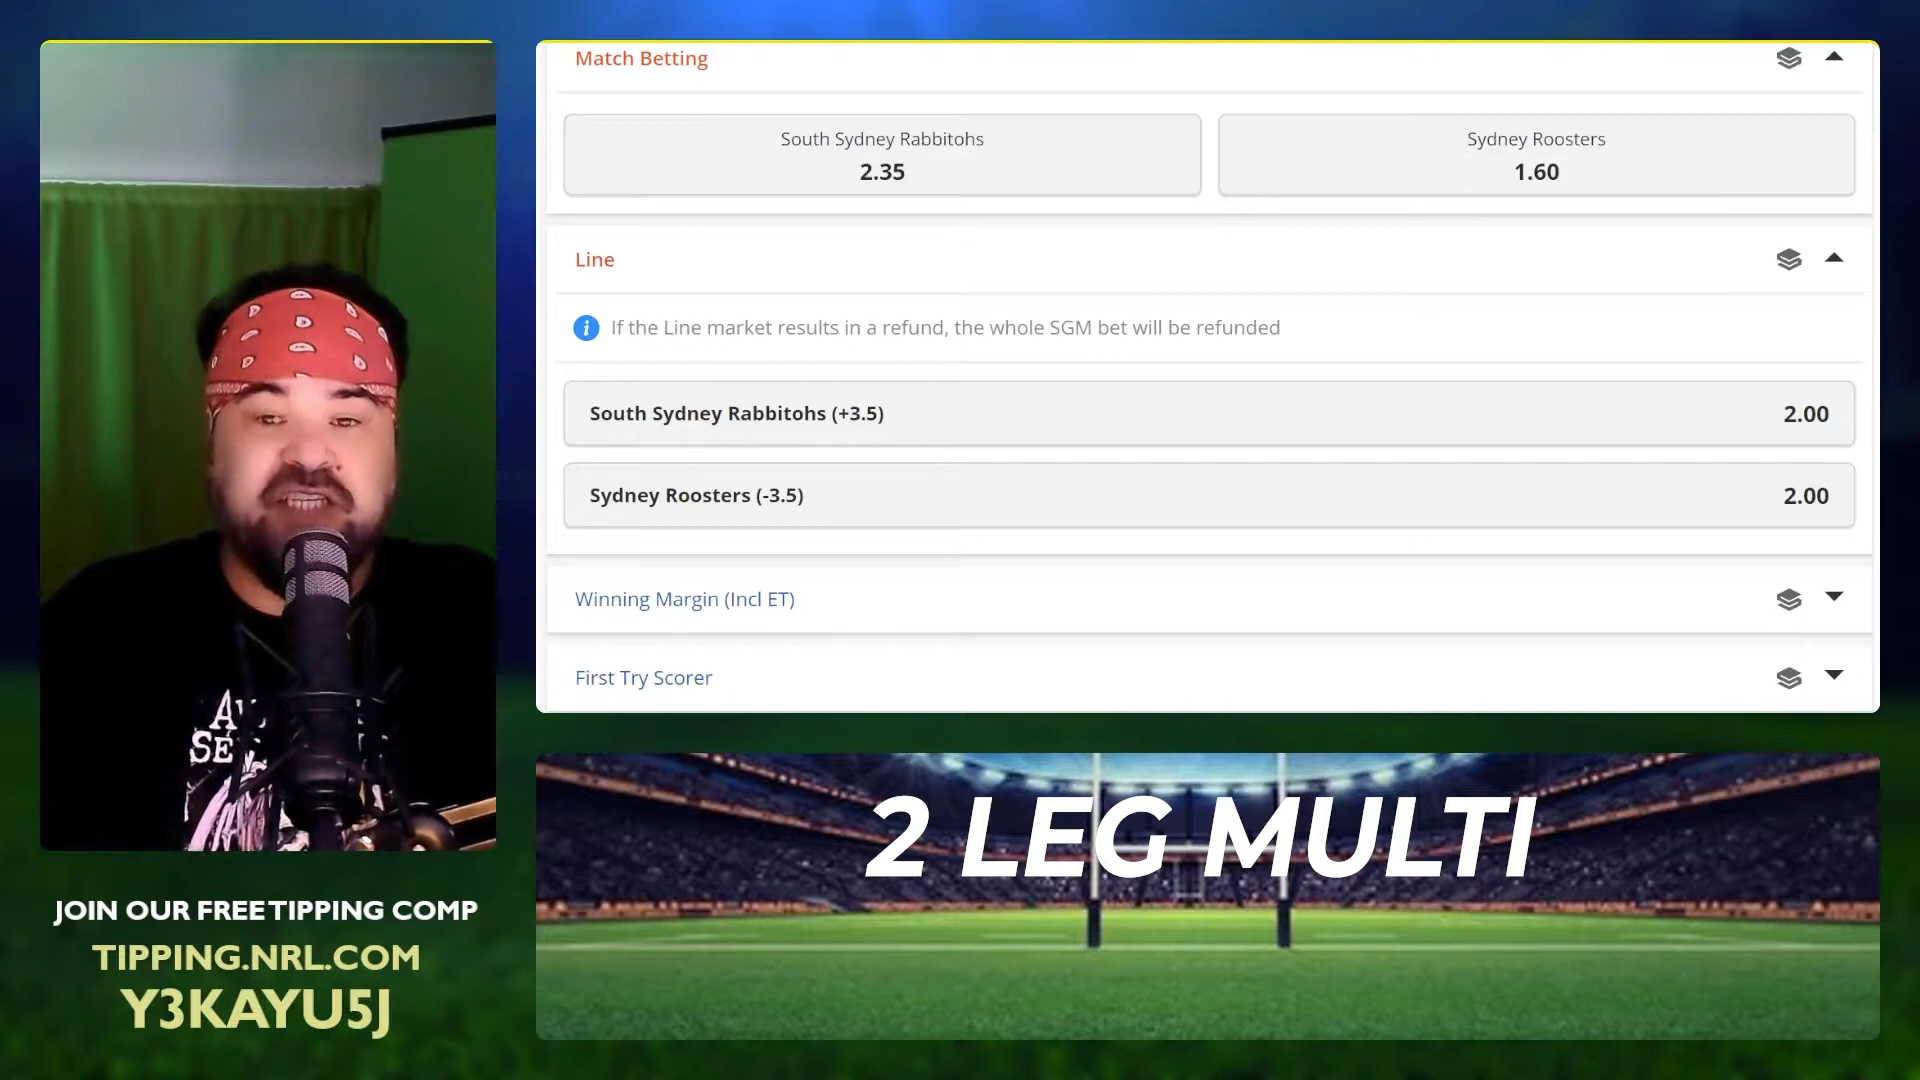 Match Betting
South Sydney Rabbitohs
2.35
Sydney Roosters
1.60
Line
If the Line market results in a refund, the whole SGM bet will be refunded
South Sydney Rabbitohs (+3.5) 2.00
Sydney Roosters (-3.5) 2.00
Winning Margin (Incl ET)
First Try Scorer
2 LEG MULTI
JOIN OUR FREE TIPPING COMP
TIPPING.NRL.COM
Y3KAYU5J